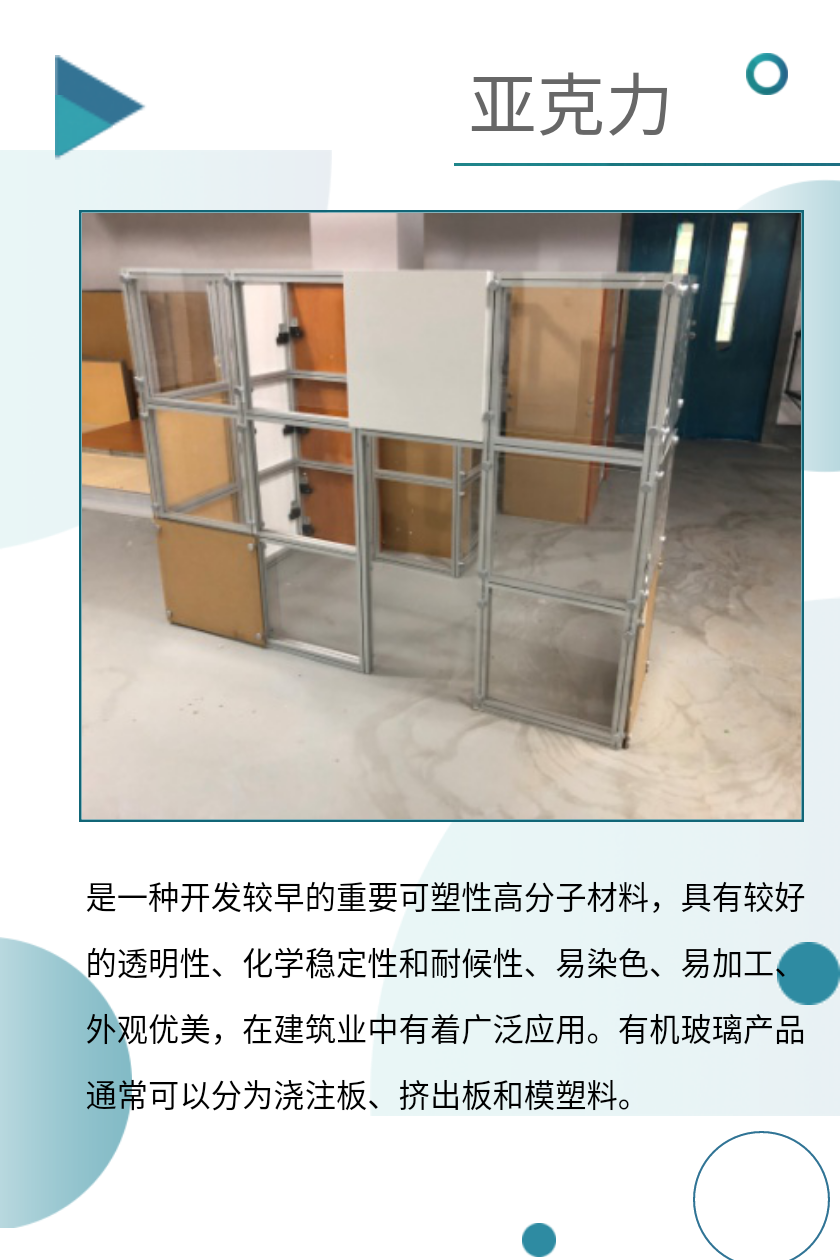 亚克力
是一种开发较早的重要可塑性高分子材料，具有较好
的透明性、化学稳定性和耐候性、易染色、易加工、
外观优美，在建筑业中有着广泛应用。有机玻璃产品
通常可以分为浇注板、挤出板和模塑料。